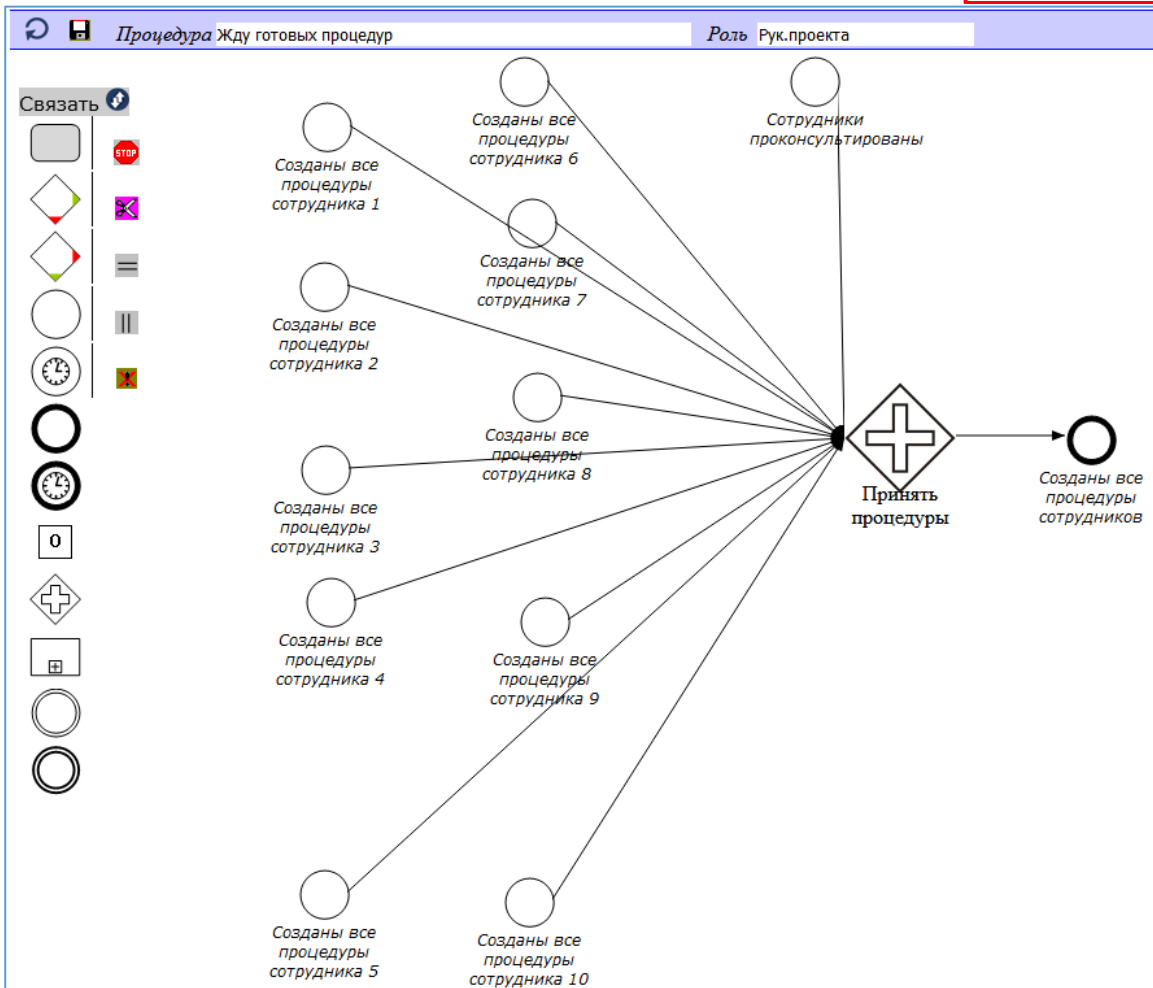 Процедура Жду готовых процедур Роль Рук.проекта
Связать
STOP
0
Созданы все
процедуры
сотрудника 6
Сотрудники
проконсультированы
Созданы все
процедуры
сотрудника 1
Созданы все
процедуры
сотрудника 7
Созданы все
процедуры
сотрудника 2
Созданы все
процедуры
сотрудника 8
Созданы все
процедуры
сотрудника 3
Принять
процедуры
Созданы все
процедуры
сотрудников
Созданы все
процедуры
сотрудника 4
Созданы все
процедуры
сотрудника 9
Созданы все
процедуры
сотрудника 5
Созданы все
процедуры
сотрудника 10